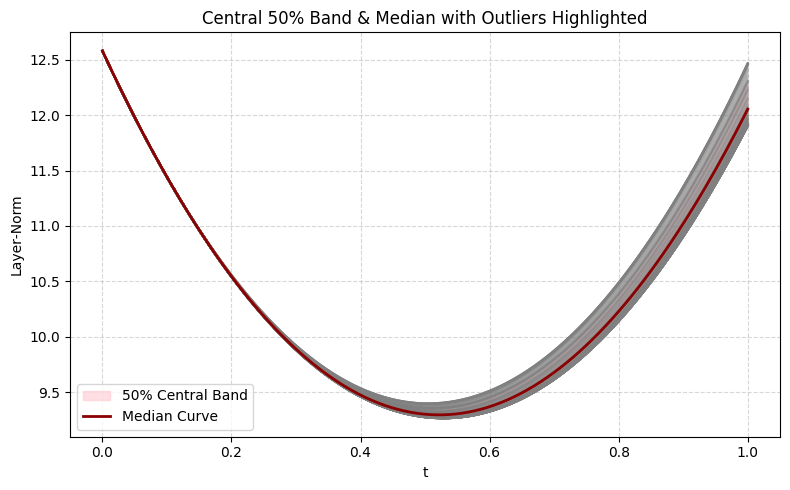 Central 50% Band & Median with Outliers Highlighted
Layer-Norm
12.5
12.0
11.5
11.0
10.5
10.0
9.5
50% Central Band
Median Curve
0.0 0.2 0.4 0.6 0.8 1.0
t